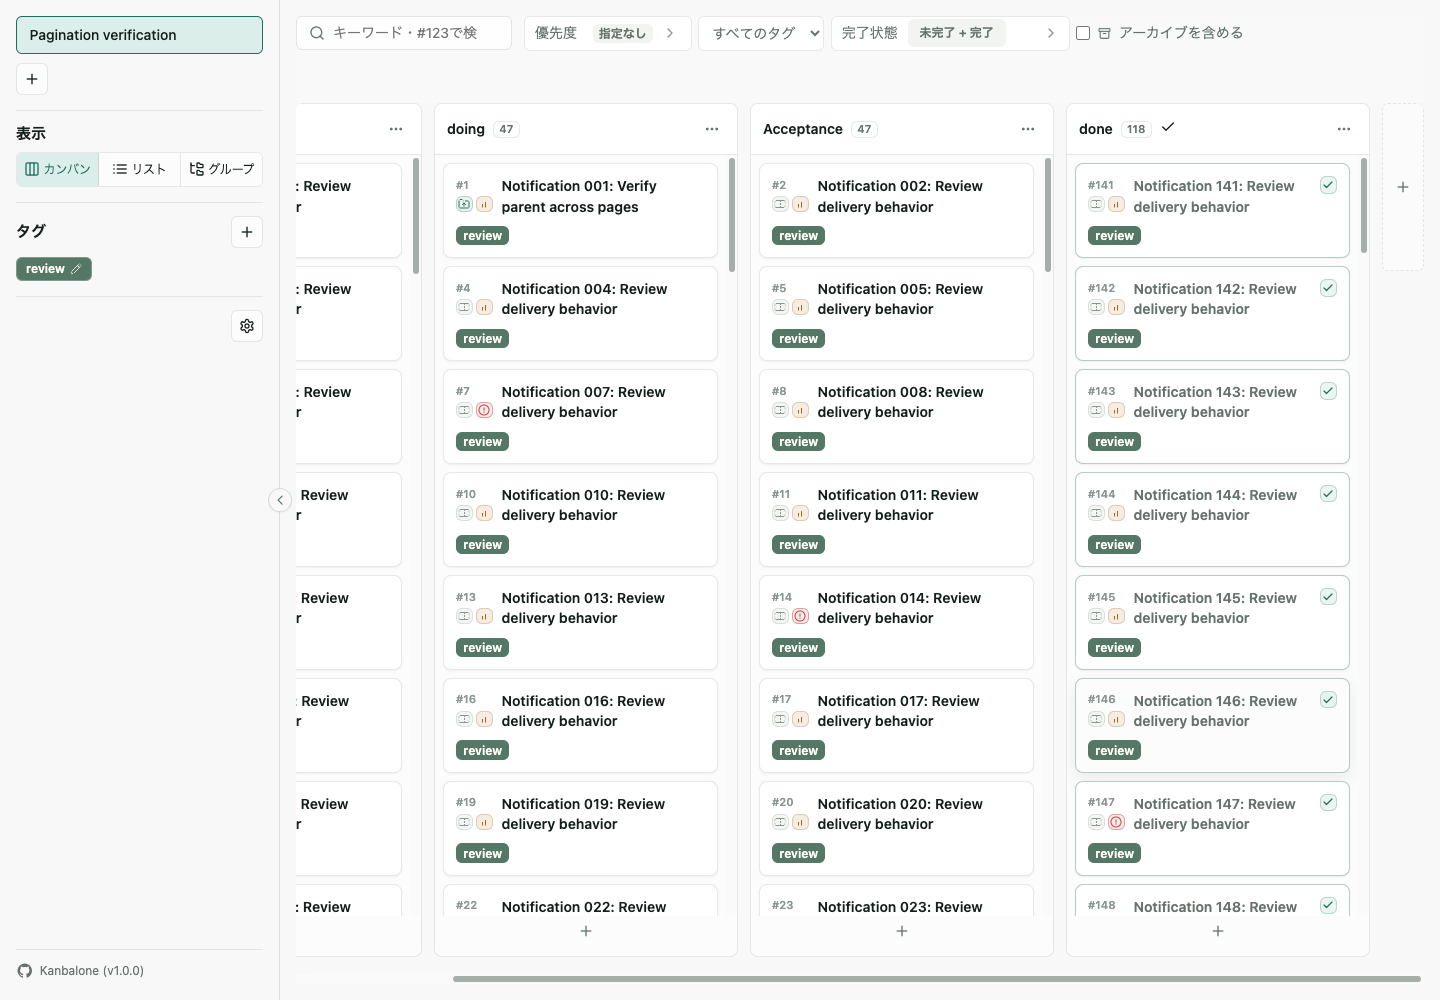 Pagination verification
表示
カンバン
リスト
グループ
タグ
review
Kanbalone (v1.0.0)
キーワード・#123で検
優先度 指定なし
すべてのタグ
完了状態 未完了 + 完了
アーカイブを含める
: Review
r
: Review
r
: Review
r
Review
r
Review
r
: Review
r
Review
r
: Review
doing 47
#1 Notification 001: Verify
parent across pages
review
#4 Notification 004: Review
delivery behavior
review
#7 Notification 007: Review
delivery behavior
review
#10 Notification 010: Review
delivery behavior
review
#13 Notification 013: Review
delivery behavior
review
#16 Notification 016: Review
delivery behavior
review
#19 Notification 019: Review
delivery behavior
review
#22 Notification 022: Review
Acceptance 47
#2 Notification 002: Review
delivery behavior
review
#5 Notification 005: Review
delivery behavior
review
#8 Notification 008: Review
delivery behavior
review
#11 Notification 011: Review
delivery behavior
review
#14 Notification 014: Review
delivery behavior
review
#17 Notification 017: Review
delivery behavior
review
#20 Notification 020: Review
delivery behavior
review
#23 Notification 023: Review
done 118
#141 Notification 141: Review
delivery behavior
review
#142 Notification 142: Review
delivery behavior
review
#143 Notification 143: Review
delivery behavior
review
#144 Notification 144: Review
delivery behavior
review
#145 Notification 145: Review
delivery behavior
review
#146 Notification 146: Review
delivery behavior
review
#147 Notification 147: Review
delivery behavior
review
#148 Notification 148: Review